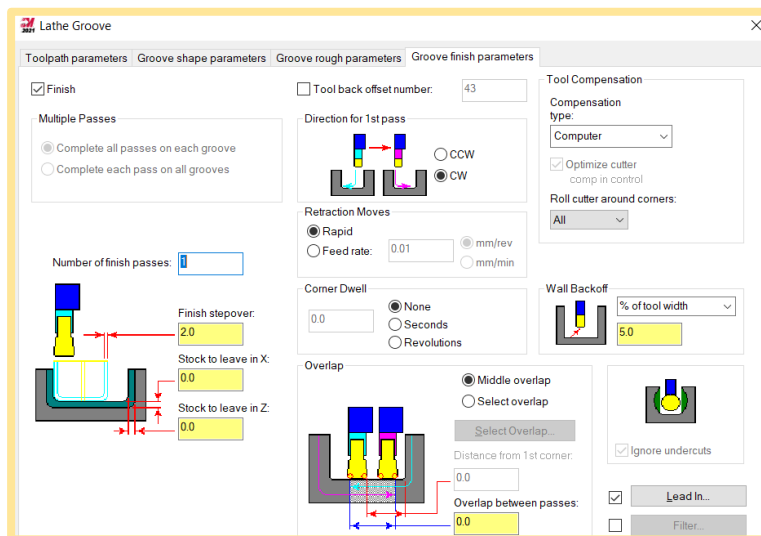 2021 Lathe Groove
Toolpath parameters Groove shape parameters Groove rough parameters Groove finish parameters
Finish
Multiple Passes
Complete all passes on each groove
Complete each pass on all grooves
Number of finish passes: 1
Finish stepover:
2.0
Stock to leave in X:
0.0
Stock to leave in Z:
0.0
Tool back offset number: 43
Direction for 1st pass
CCW
CW
Retraction Moves
Rapid
Feed rate: 0.01
mm/rev
mm/min
Corner Dwell
0.0
None
Seconds
Revolutions
Overlap
Middle overlap
Select overlap
Select Overlap...
Distance from 1st corner:
0.0
Overlap between passes:
0.0
Tool Compensation
Compensation
type:
Computer
Optimize cutter
comp in control
Roll cutter around corners:
All
Wall Backoff
% of tool width
5.0
Ignore undercuts
Lead In...
Filter...